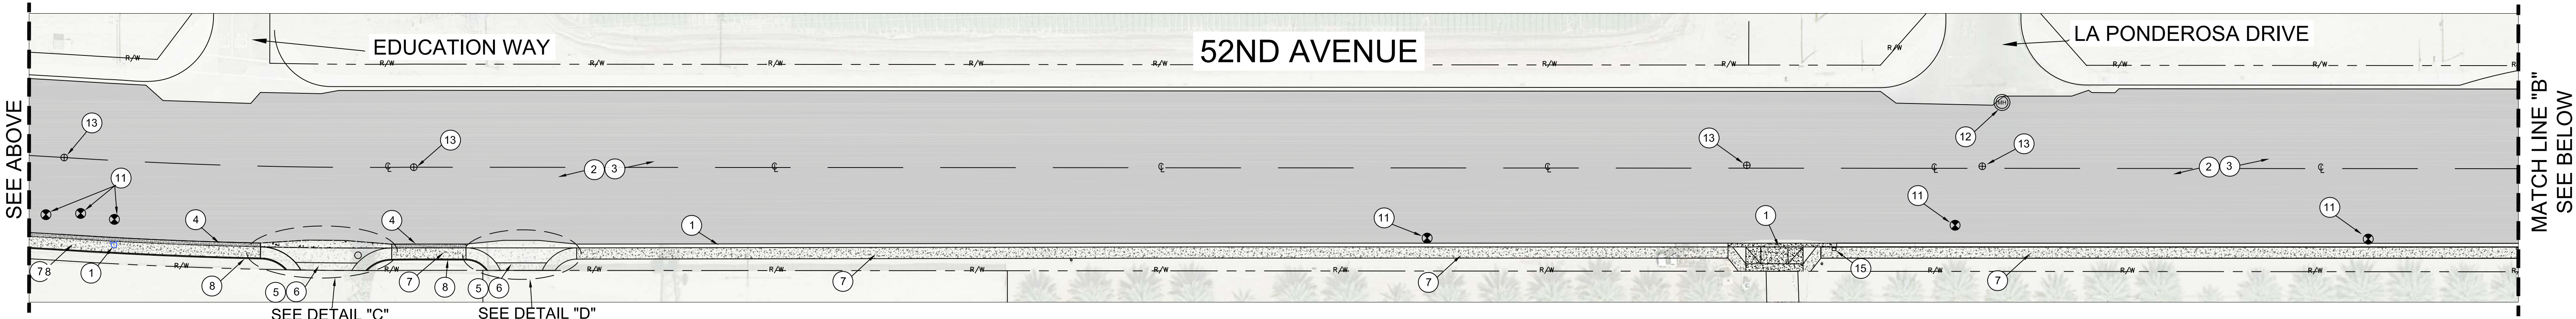 EDUCATION WAY
52ND AVENUE
LA PONDEROSA DRIVE
R/W
R/W R/W R/W R/W R/W R/W R/W R/W R/W R/W R
SEE ABOVE
MATCH LINE "B"
SEE BELOW
MH
13 13 13 12 13
2 3 2 3
℄ ℄ ℄ ℄ ℄ ℄
11 11 11 11
4 4 1 1
7 8 1 8 5 6 7 8 5 6 7 7 15 7
R/W R/W R/W R/W R/W R/W R/W R/W R/W R/W R/W R
SEE DETAIL "C" SEE DETAIL "D"